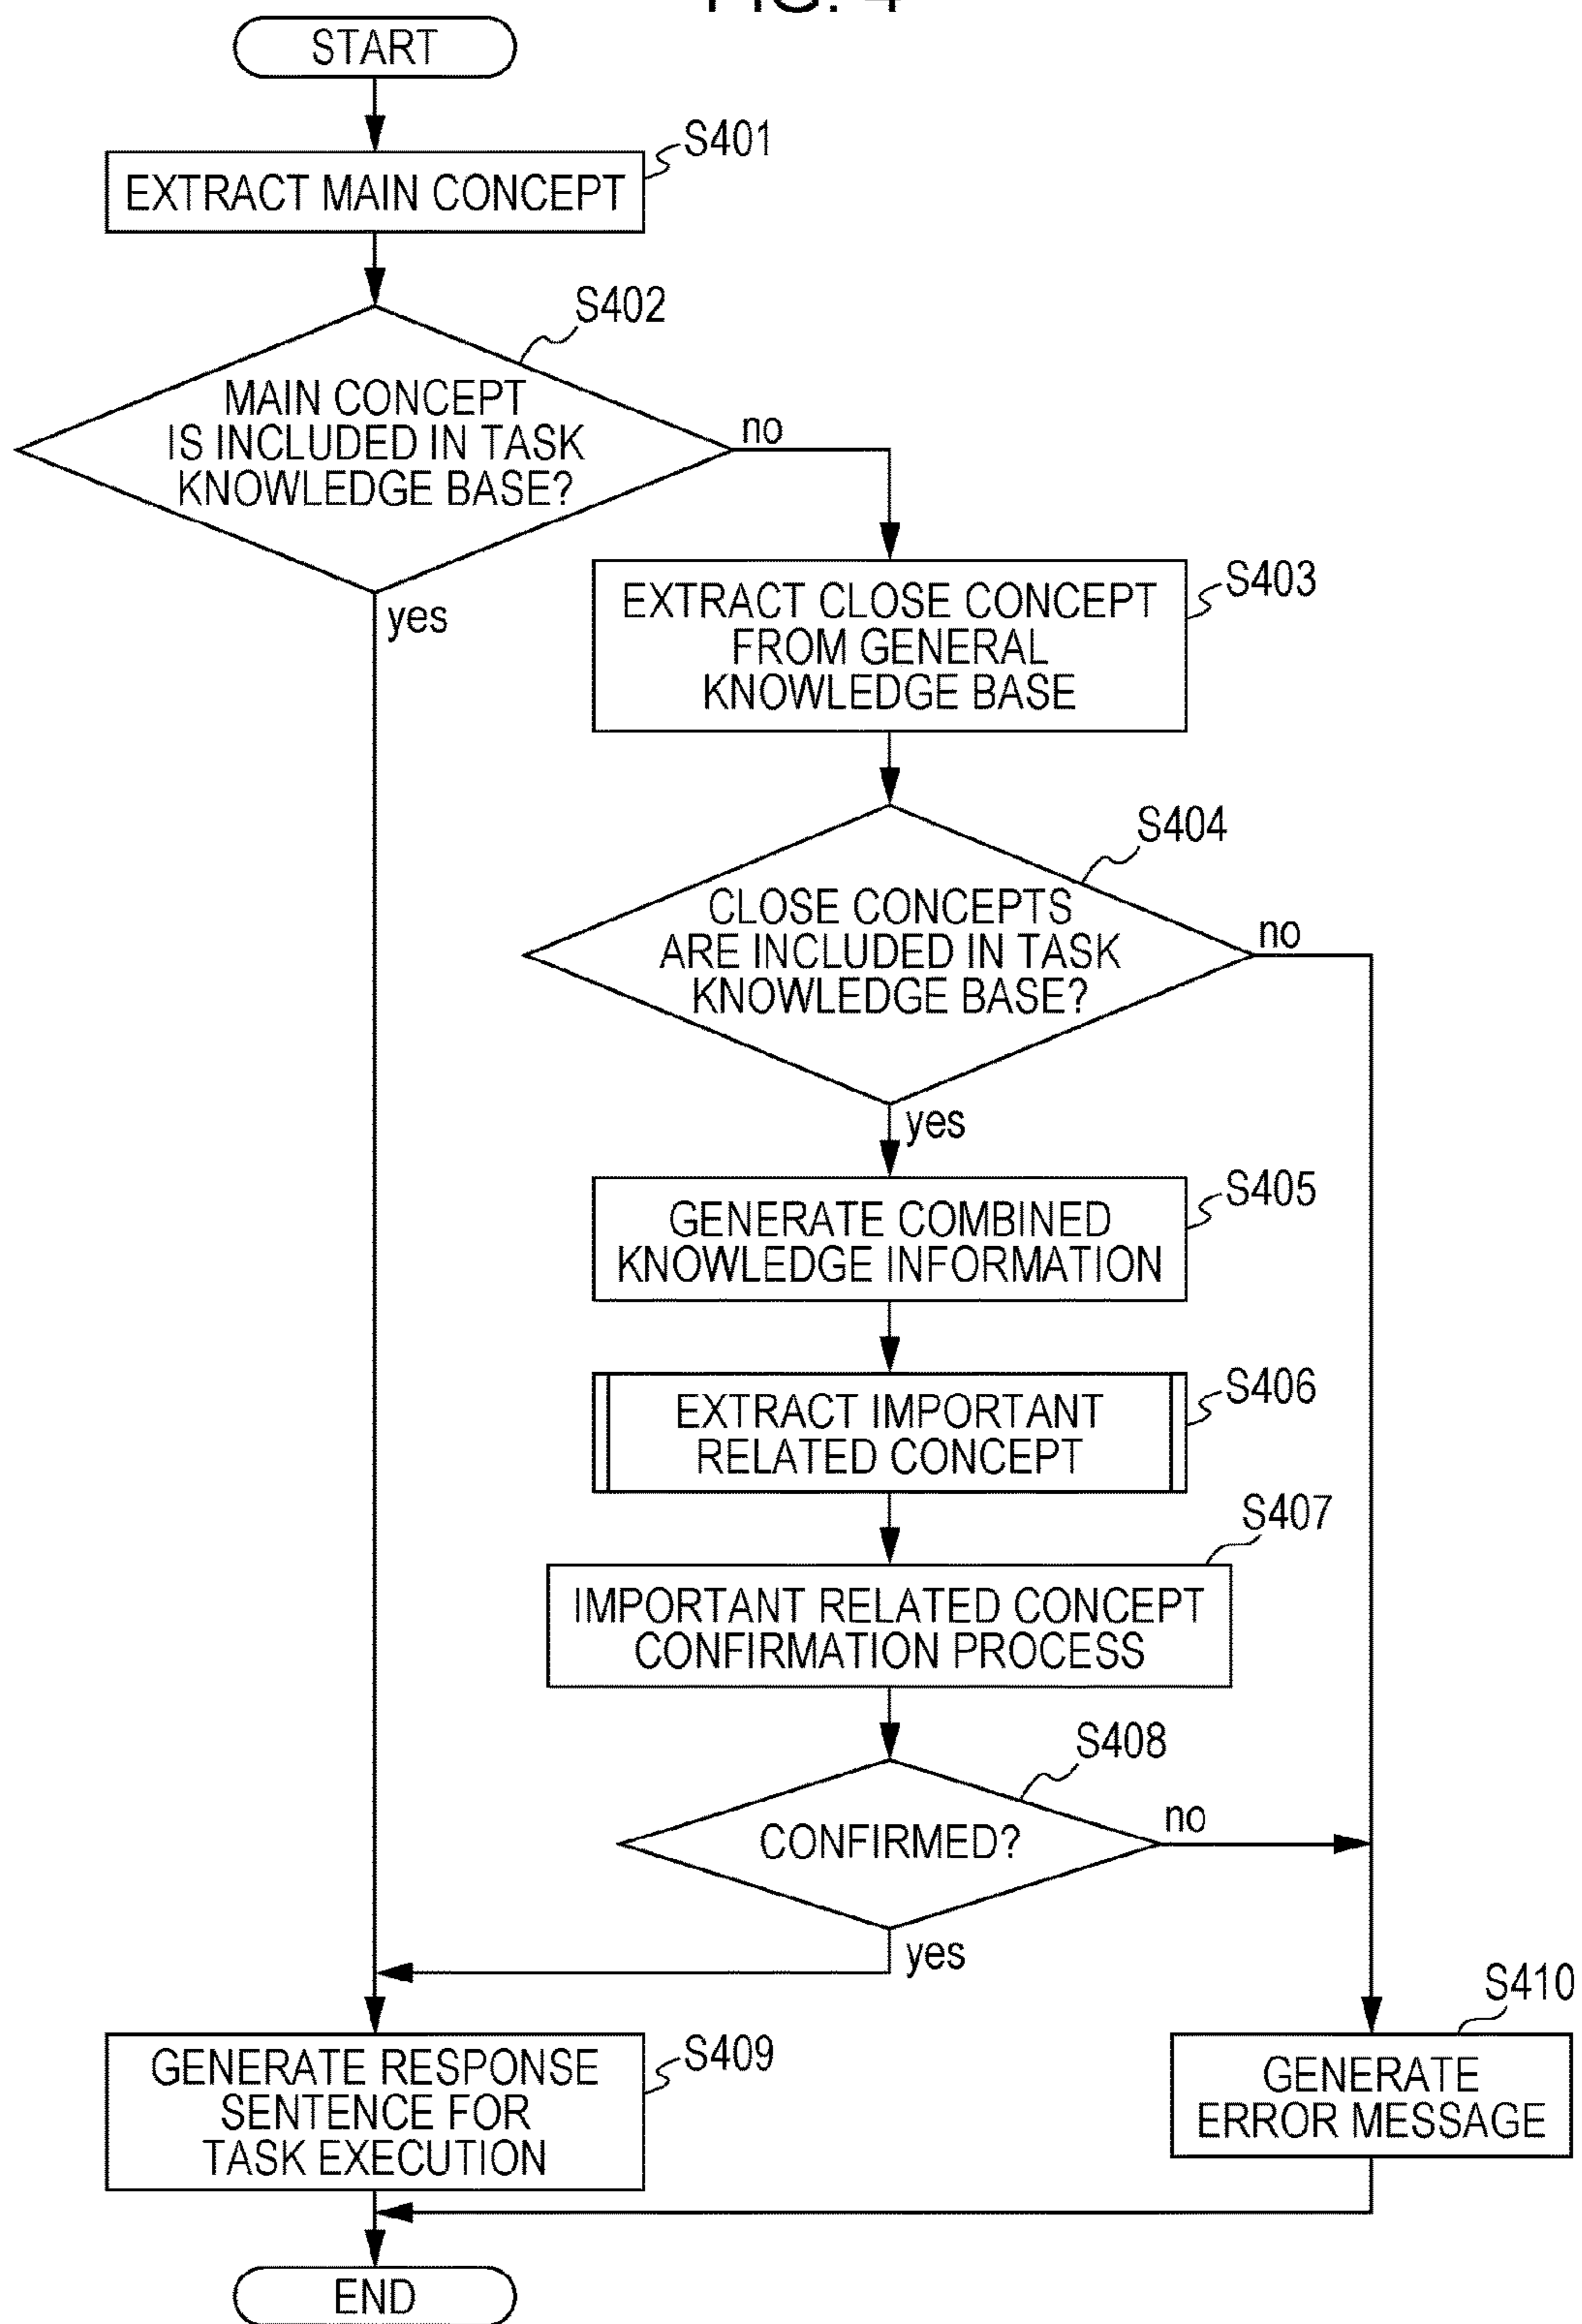 FIG. 4
START
S401
EXTRACT MAIN CONCEPT
S402
MAIN CONCEPT
IS INCLUDED IN TASK
KNOWLEDGE BASE?
no
yes
S403
EXTRACT CLOSE CONCEPT
FROM GENERAL
KNOWLEDGE BASE
S404
CLOSE CONCEPTS
ARE INCLUDED IN TASK
KNOWLEDGE BASE?
no
yes
S405
GENERATE COMBINED
KNOWLEDGE INFORMATION
S406
EXTRACT IMPORTANT
RELATED CONCEPT
S407
IMPORTANT RELATED CONCEPT
CONFIRMATION PROCESS
S408
CONFIRMED?
no
yes
S409
GENERATE RESPONSE
SENTENCE FOR
TASK EXECUTION
S410
GENERATE
ERROR MESSAGE
END